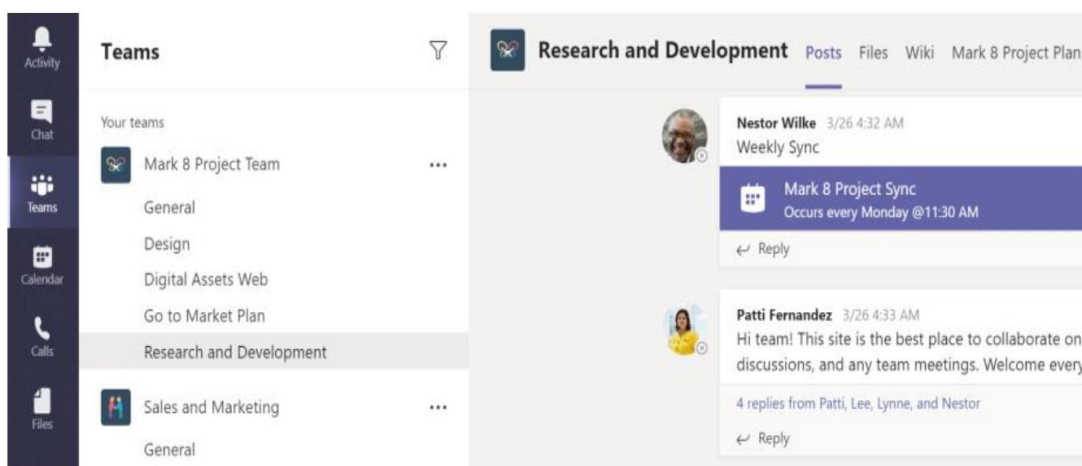 Activity
Chat
Teams
Calendar
Calls
Files
Teams
Your teams
Mark 8 Project Team
General
Design
Digital Assets Web
Go to Market Plan
Research and Development
Sales and Marketing
General
Research and Development Posts Files Wiki Mark 8 Project Plan
Nestor Wilke 3/26 4:32 AM
Weekly Sync
Mark 8 Project Sync
Occurs every Monday @11:30 AM
Reply
Patti Fernandez 3/26 4:33 AM
Hi team! This site is the best place to collaborate on
discussions, and any team meetings. Welcome every
4 replies from Patti, Lee, Lynne, and Nestor
Reply